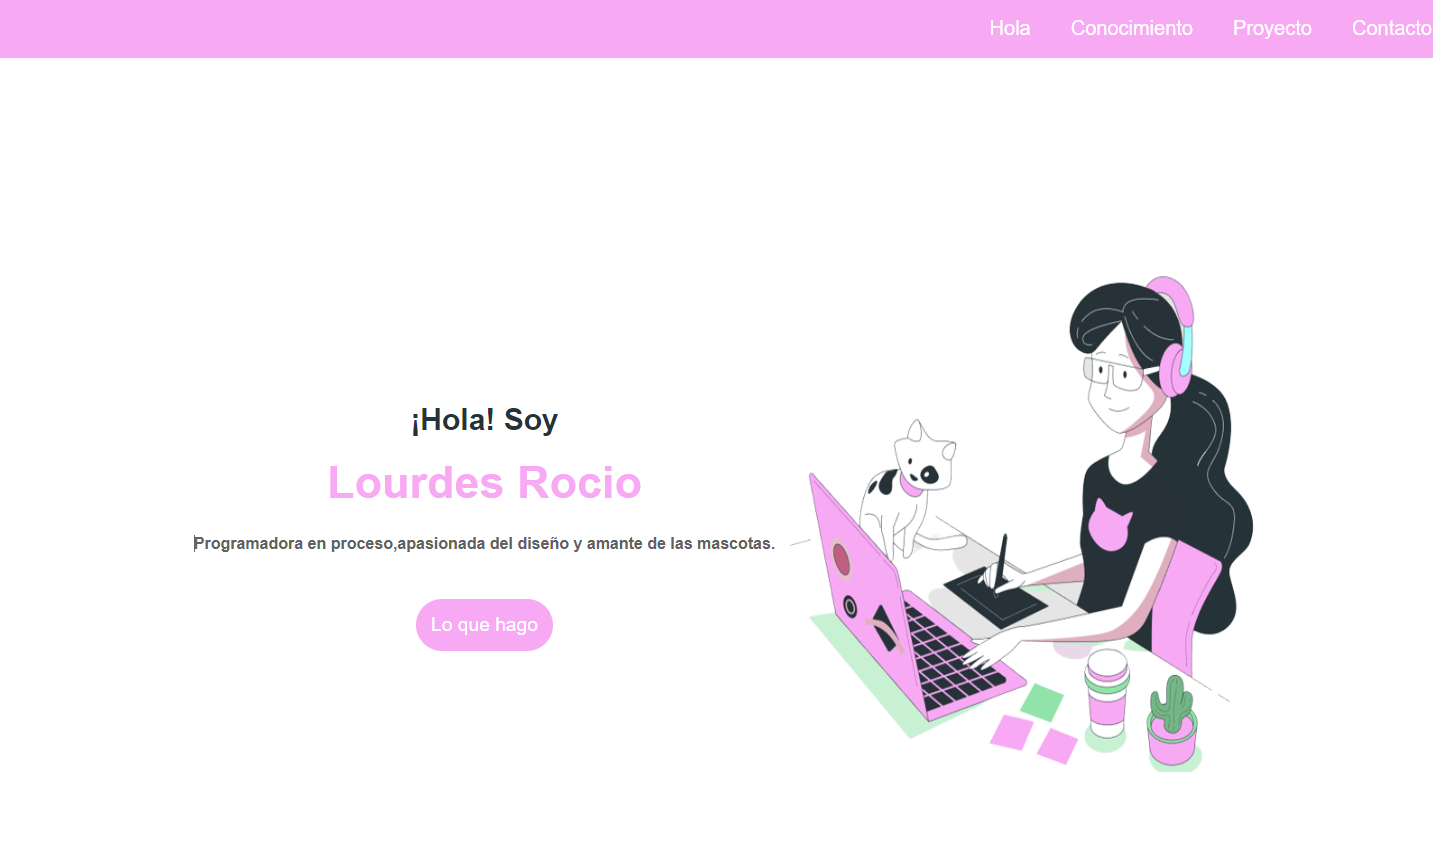 Hola Conocimiento Proyecto Contacto
¡Hola! Soy
Lourdes Rocio
Programadora en proceso,apasionada del diseño y amante de las mascotas.
Lo que hago